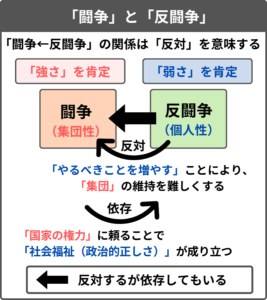 「闘争」と「反闘争」
「闘争←反闘争」の関係は「反対」を意味する
「強さ」を肯定
「弱さ」を肯定
闘争
（集団性）
反闘争
（個人性）
反対
「やるべきことを増やす」ことにより、
「集団」の維持を難しくする
依存
「国家の権力」に頼ることで
「社会福祉（政治的正しさ）」が成り立つ
反対するが依存してもいる